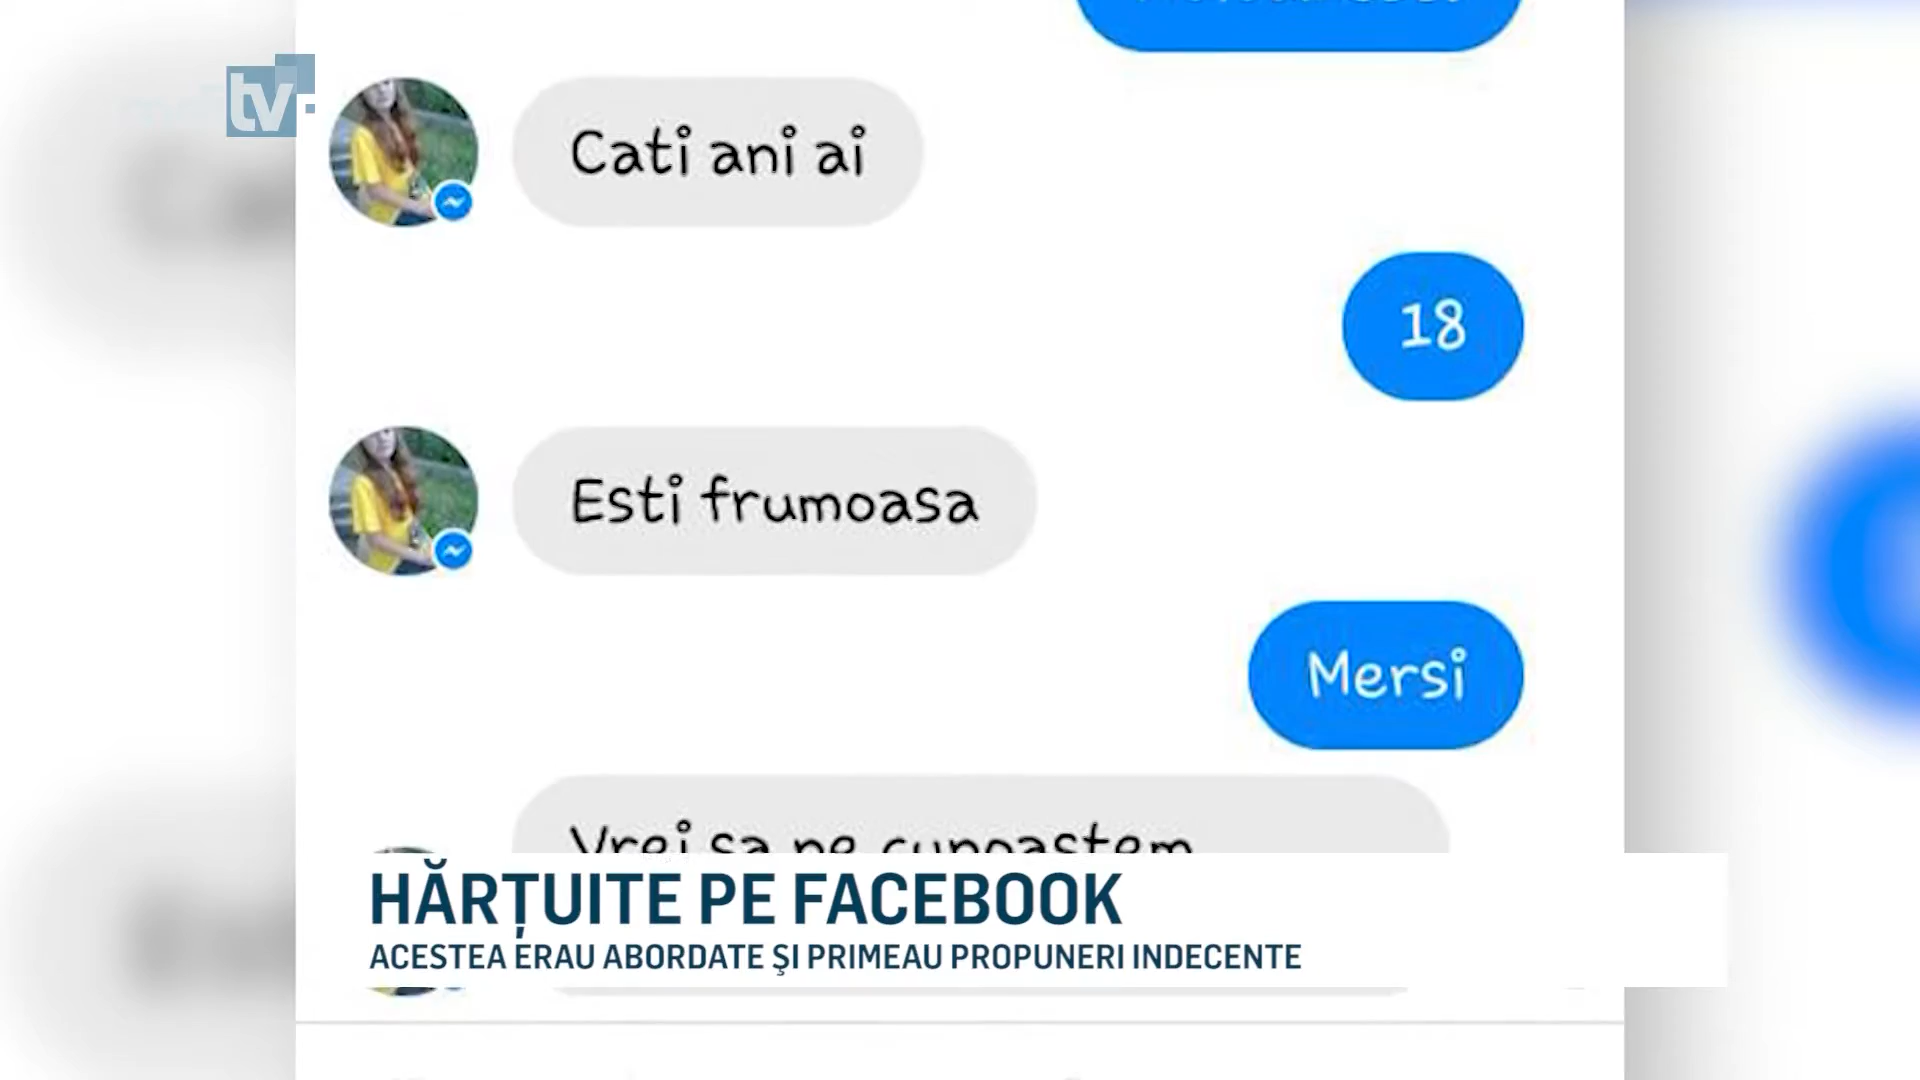 tv
Cati ani ai
18
Esti frumoasa
Mersi
Vrei sa ne cunoastem
HĂRȚUITE PE FACEBOOK
ACESTEA ERAU ABORDATE ŞI PRIMEAU PROPUNERI INDECENTE